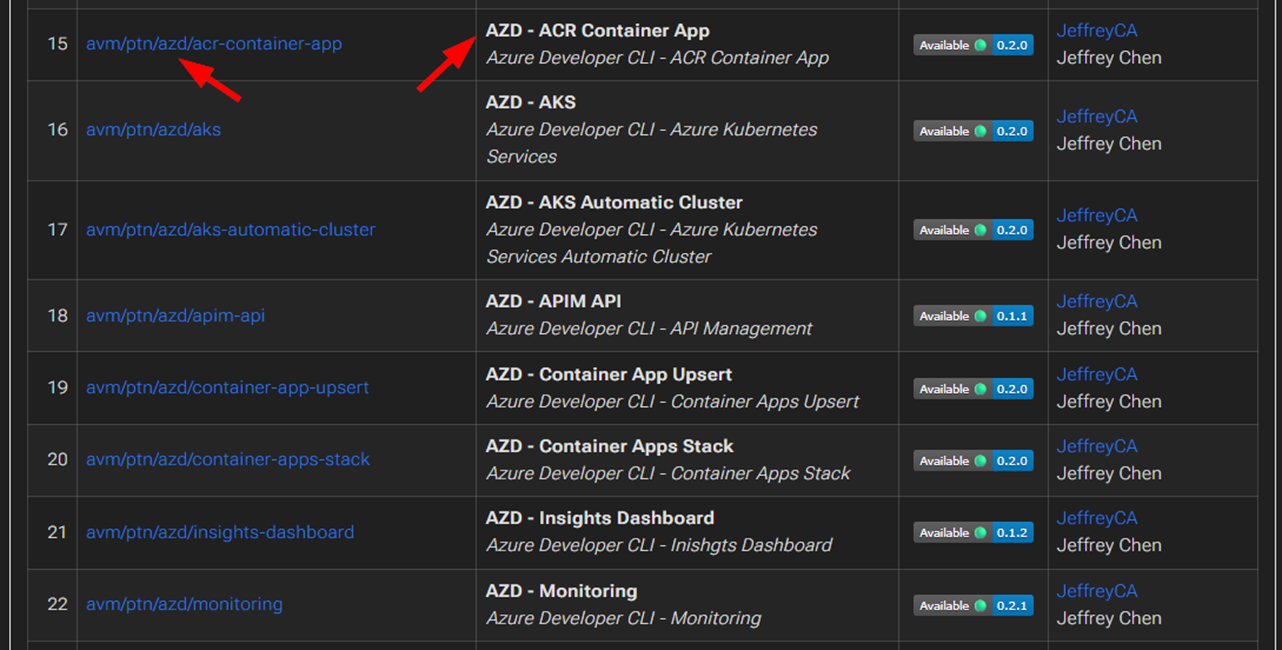 15 avm/ptn/azd/acr-container-app AZD - ACR Container App Available 0.2.0 JeffreyCA
Azure Developer CLI - ACR Container App Jeffrey Chen
16 avm/ptn/azd/aks AZD - AKS Available 0.2.0 JeffreyCA
Azure Developer CLI - Azure Kubernetes Jeffrey Chen
Services
17 avm/ptn/azd/aks-automatic-cluster AZD - AKS Automatic Cluster Available 0.2.0 JeffreyCA
Azure Developer CLI - Azure Kubernetes Jeffrey Chen
Services Automatic Cluster
18 avm/ptn/azd/apim-api AZD - APIM API Available 0.1.1 JeffreyCA
Azure Developer CLI - API Management Jeffrey Chen
19 avm/ptn/azd/container-app-upsert AZD - Container App Upsert Available 0.2.0 JeffreyCA
Azure Developer CLI - Container Apps Upsert Jeffrey Chen
20 avm/ptn/azd/container-apps-stack AZD - Container Apps Stack Available 0.2.0 JeffreyCA
Azure Developer CLI - Container Apps Stack Jeffrey Chen
21 avm/ptn/azd/insights-dashboard AZD - Insights Dashboard Available 0.1.2 JeffreyCA
Azure Developer CLI - Inishgts Dashboard Jeffrey Chen
22 avm/ptn/azd/monitoring AZD - Monitoring Available 0.2.1 JeffreyCA
Azure Developer CLI - Monitoring Jeffrey Chen